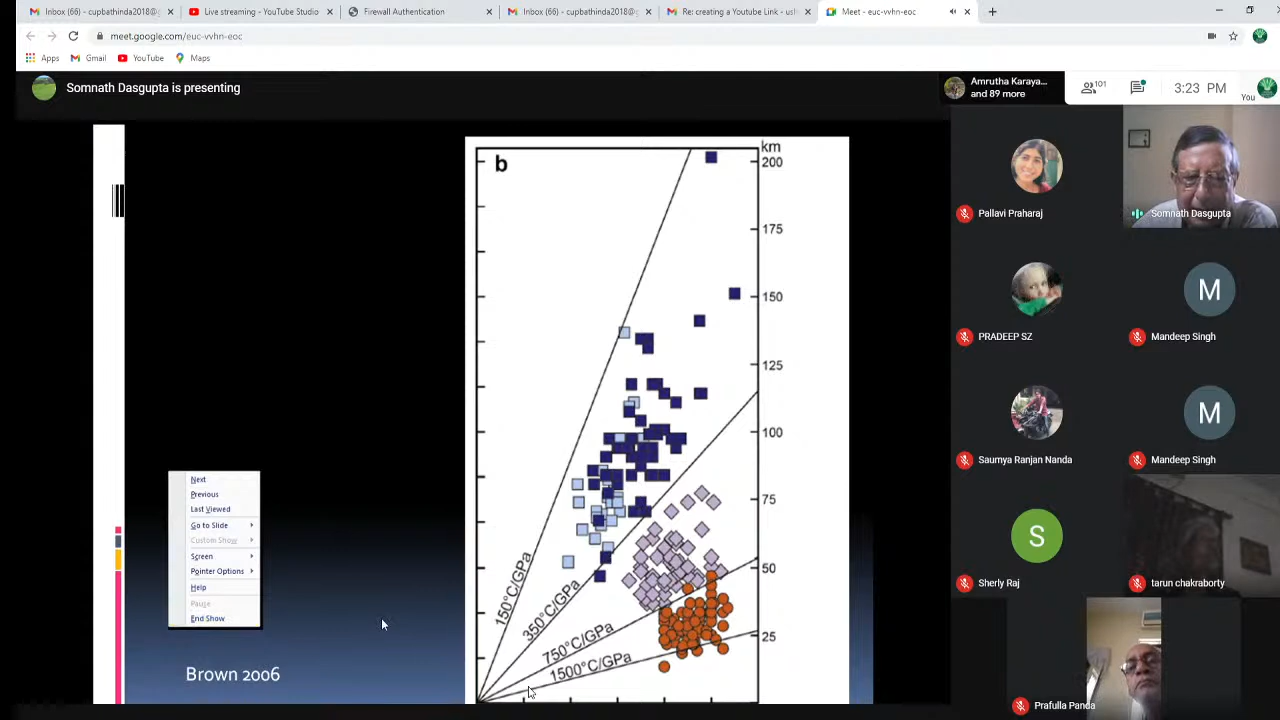 Inbox (66) - cupbathinda2018@g
Live streaming - YouTube Studio
Firewall Authentication
Inbox (66) - cupbathinda2018@g
Re: creating a Youtube Link - usl
Meet - euc-vvhn-eoc
meet.google.com/euc-vvhn-eoc
Apps
Gmail
YouTube
Maps
Somnath Dasgupta is presenting
Amrutha Karaya...
and 89 more
101
3:23 PM
You
b
km
200
175
150
125
100
75
50
25
150°C/GPa
350°C/GPa
750°C/GPa
1500°C/GPa
Next
Previous
Last Viewed
Go to Slide
Custom Show
Screen
Pointer Options
Help
Pause
End Show
Brown 2006
Pallavi Praharaj
Somnath Dasgupta
PRADEEP SZ
M
Mandeep Singh
Saumya Ranjan Nanda
M
Mandeep Singh
S
Sherly Raj
tarun chakraborty
Prafulla Panda